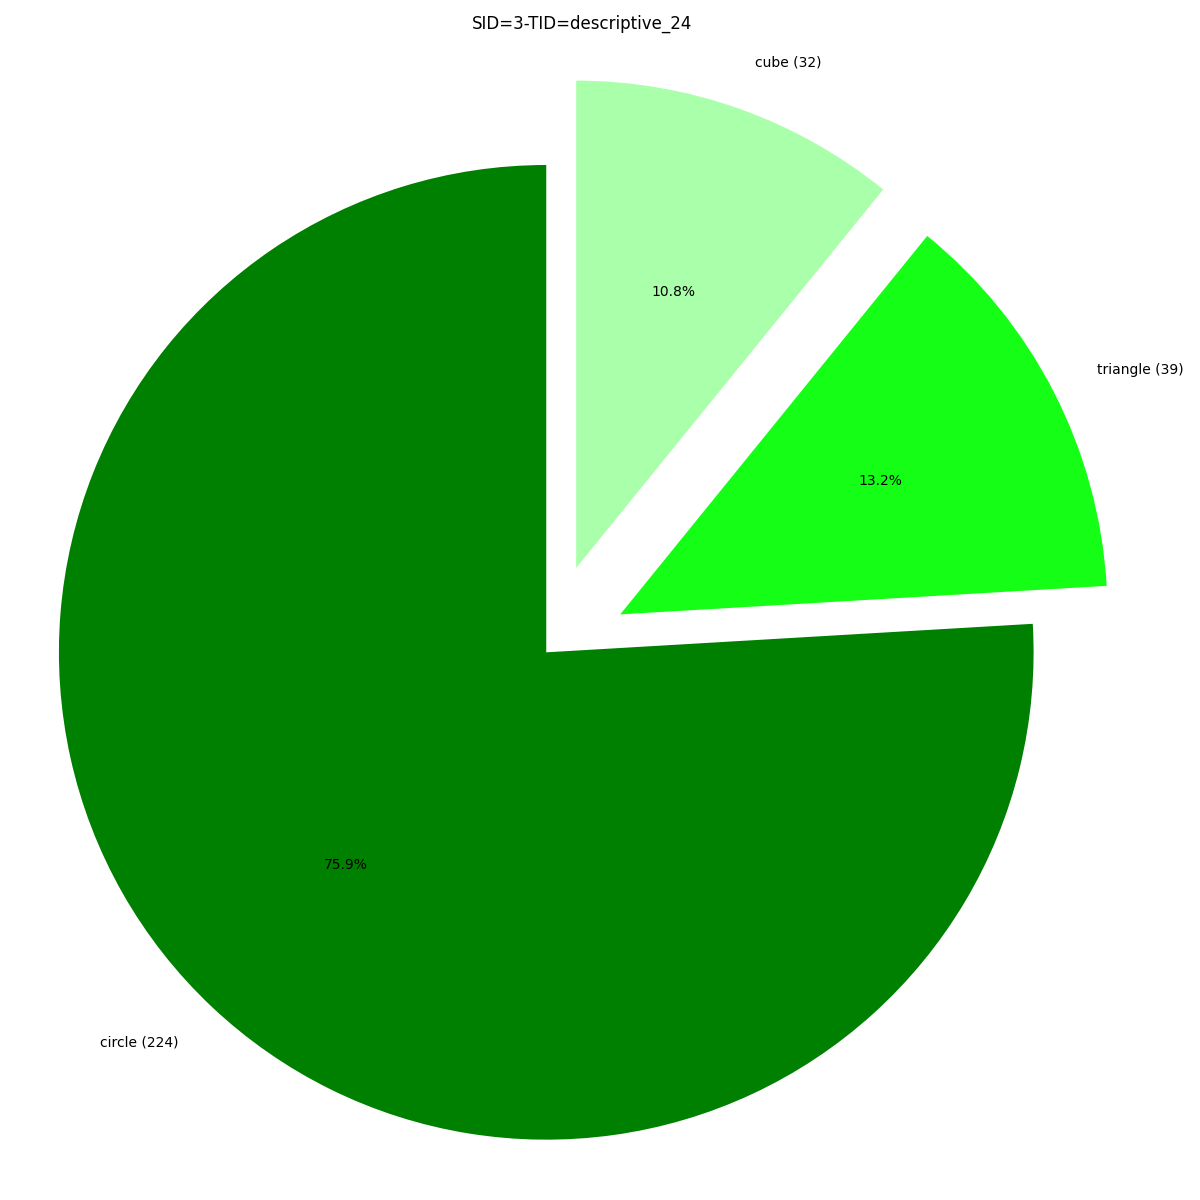 SID=3-TID=descriptive_24
cube (32)
10.8%
triangle (39)
13.2%
75.9%
circle (224)